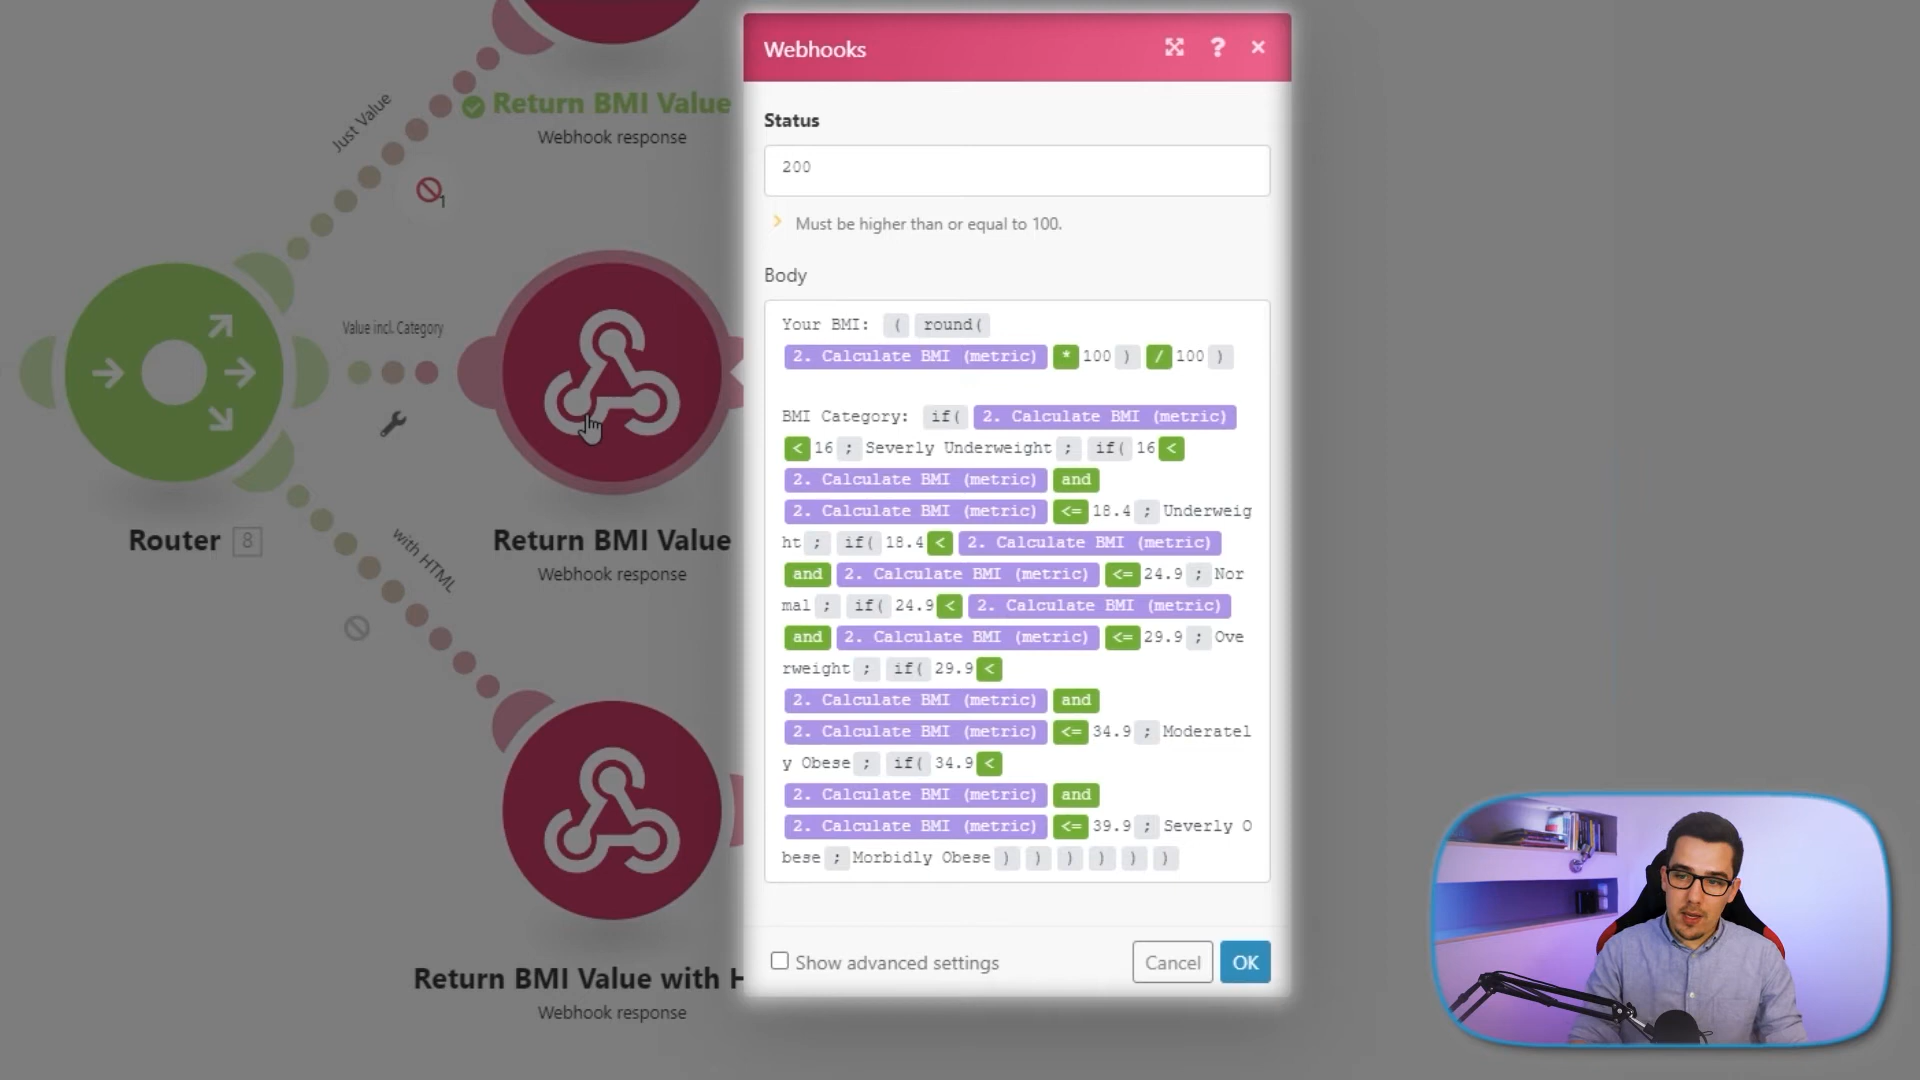 Webhooks
?
Status
200
Must be higher than or equal to 100.
Body
Your BMI: ( round(
2. Calculate BMI (metric) * 100 ) / 100 )
BMI Category: if( 2. Calculate BMI (metric)
< 16 ; Severly Underweight ; if( 16 <
2. Calculate BMI (metric) and
2. Calculate BMI (metric) <= 18.4 ; Underweig
ht ; if( 18.4 < 2. Calculate BMI (metric)
and 2. Calculate BMI (metric) <= 24.9 ; Nor
mal ; if( 24.9 < 2. Calculate BMI (metric)
and 2. Calculate BMI (metric) <= 29.9 ; Ove
rweight ; if( 29.9 <
2. Calculate BMI (metric) and
2. Calculate BMI (metric) <= 34.9 ; Moderatel
y Obese ; if( 34.9 <
2. Calculate BMI (metric) and
2. Calculate BMI (metric) <= 39.9 ; Severly O
bese ; Morbidly Obese ) ) ) ) ) )
Show advanced settings
Cancel
OK
Just Value
Return BMI Value
Webhook response
1
Value incl. Category
Router 8
Return BMI Value
Webhook response
with HTML
Return BMI Value with H
Webhook response